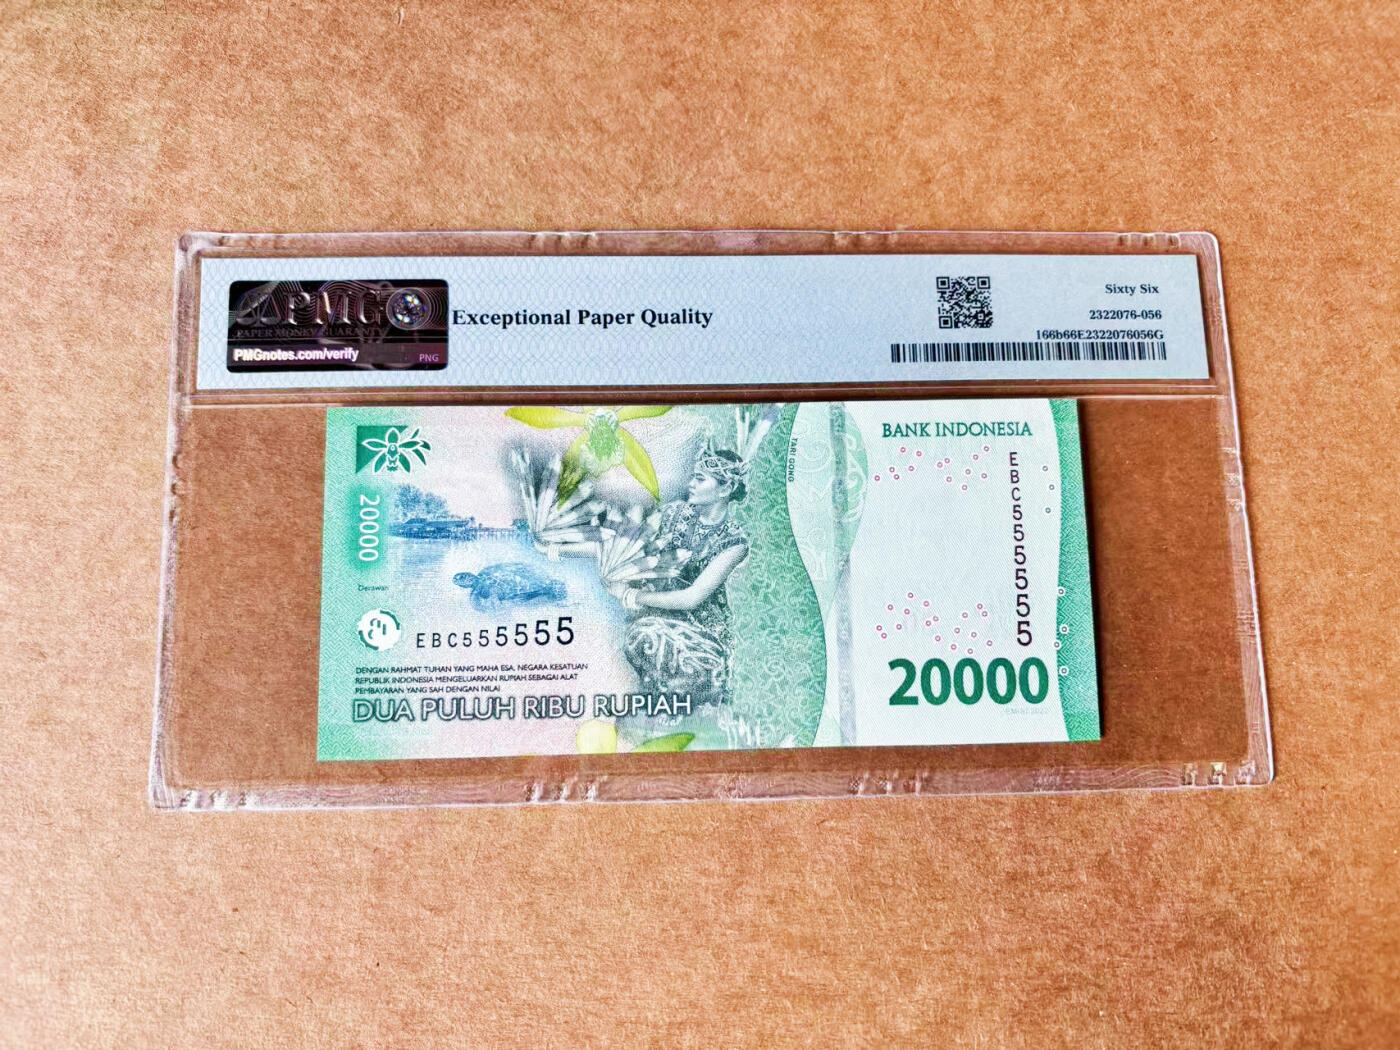 PMG
PAPER MONEY GUARANTY
PMGnotes.com/verify
PNG
Exceptional Paper Quality
Sixty Six
2322076-056
166b66E2322076056G
20000
Derawan
EBC555555
DENGAN RAHMAT TUHAN YANG MAHA ESA, NEGARA KESATUAN
REPUBLIK INDONESIA MENGELUARKAN RUPIAH SEBAGAI ALAT
PEMBAYARAN YANG SAH DENGAN NILAI
DUA PULUH RIBU RUPIAH
TARI GONG
BANK INDONESIA
EBC555555
20000
EMISI 2022